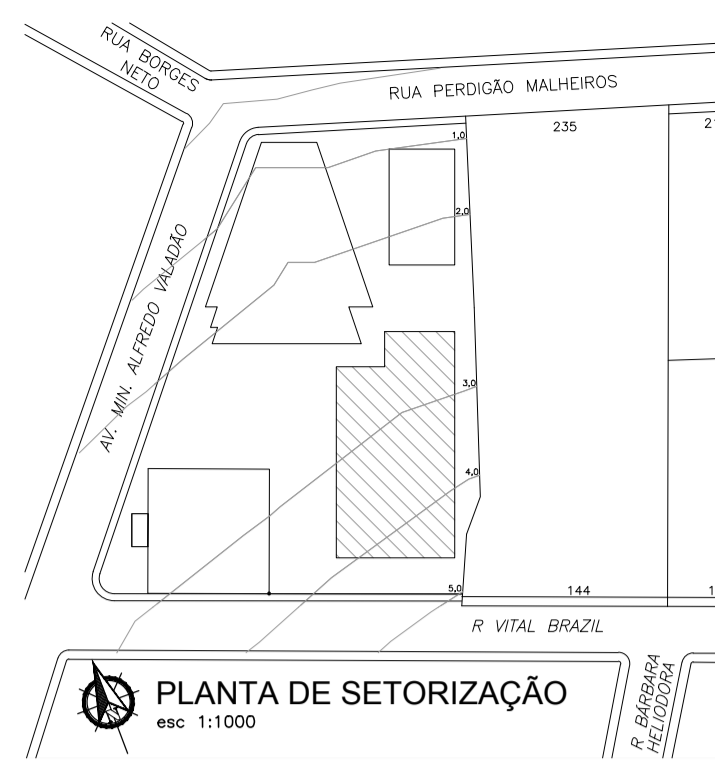 RUA BORGES
NETO
RUA PERDIGÃO MALHEIROS
235
1.0
2.0
AV. MIN. ALFREDO VALADÃO
3.0
4.0
5.0
144
R VITAL BRAZIL
R BÁRBARA
HELIODORA
PLANTA DE SETORIZAÇÃO
esc 1:1000